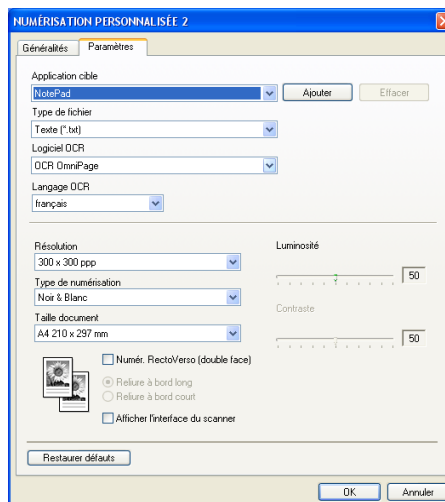 NUMÉRISATION PERSONNALISÉE 2
Généralités Paramètres
Application cible
NotePad Ajouter Effacer
Type de fichier
Texte (*.txt)
Logiciel OCR
OCR OmniPage
Langage OCR
français
Résolution Luminosité
300 x 300 ppp 50
Type de numérisation
Noir & Blanc Contraste
Taille document
A4 210 x 297 mm 50
Numér. RectoVerso (double face)
Reliure à bord long
Reliure à bord court
Afficher l'interface du scanner
Restaurer défauts
OK Annuler